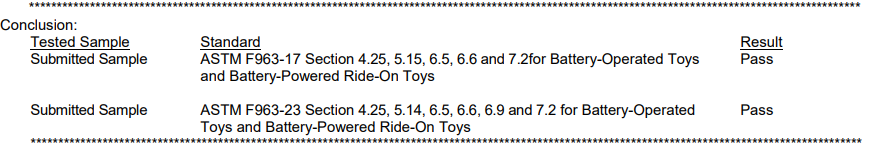 ****************************************************************************************************************************************************
Conclusion:
Tested Sample Standard Result
Submitted Sample ASTM F963-17 Section 4.25, 5.15, 6.5, 6.6 and 7.2for Battery-Operated Toys Pass
and Battery-Powered Ride-On Toys
Submitted Sample ASTM F963-23 Section 4.25, 5.14, 6.5, 6.6, 6.9 and 7.2 for Battery-Operated Pass
Toys and Battery-Powered Ride-On Toys
****************************************************************************************************************************************************